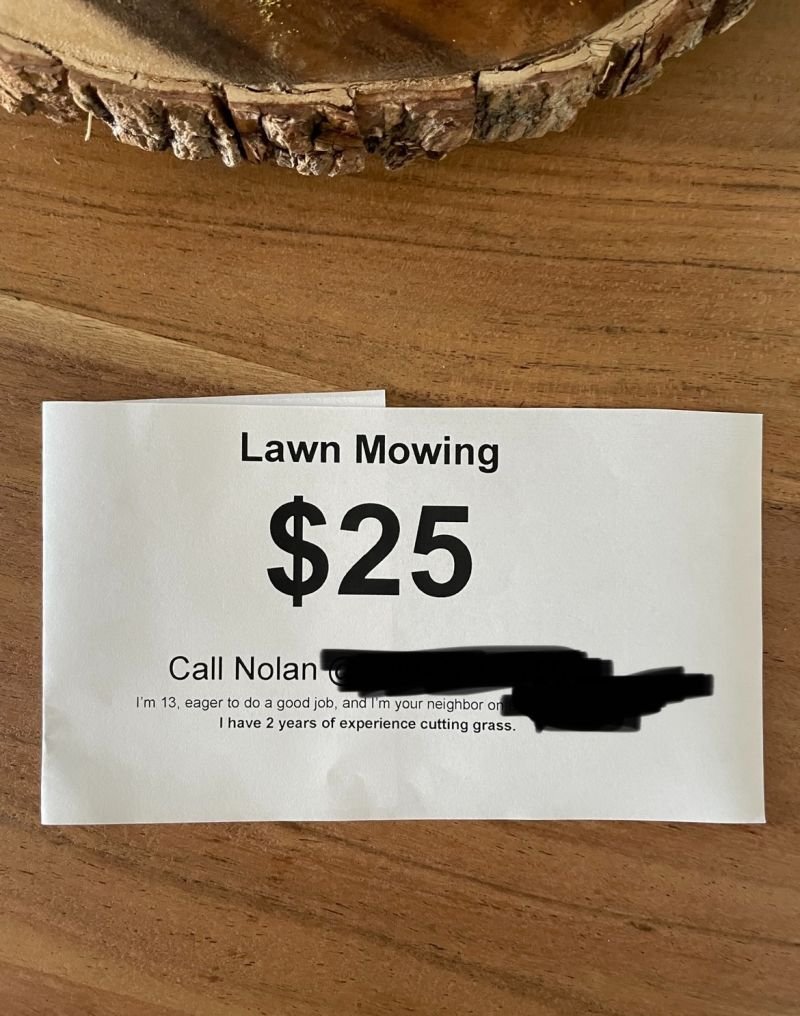 Lawn Mowing
$25
Call Nolan @
I'm 13, eager to do a good job, and I'm your neighbor on
I have 2 years of experience cutting grass.